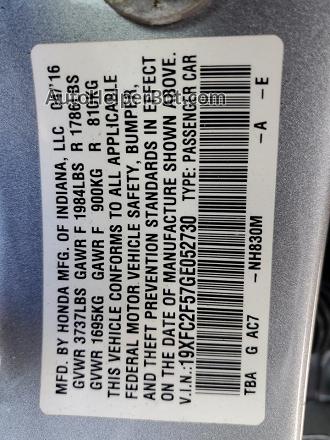 MFD. BY HONDA MFG. OF INDIANA, LLC '16
GVWR 3737LBS GAWR F 1984LBS R 1786LBS
GVWR 1695KG GAWR F 900KG R 810KG
THIS VEHICLE CONFORMS TO ALL APPLICABLE
FEDERAL MOTOR VEHICLE SAFETY, BUMPER,
AND THEFT PREVENTION STANDARDS IN EFFECT
ON THE DATE OF MANUFACTURE SHOWN ABOVE.
V.I.N.: 19XFC2F57GE052730 TYPE: PASSENGER CAR
NH830M A E
TBA G AC7
AutoHelperBot.com